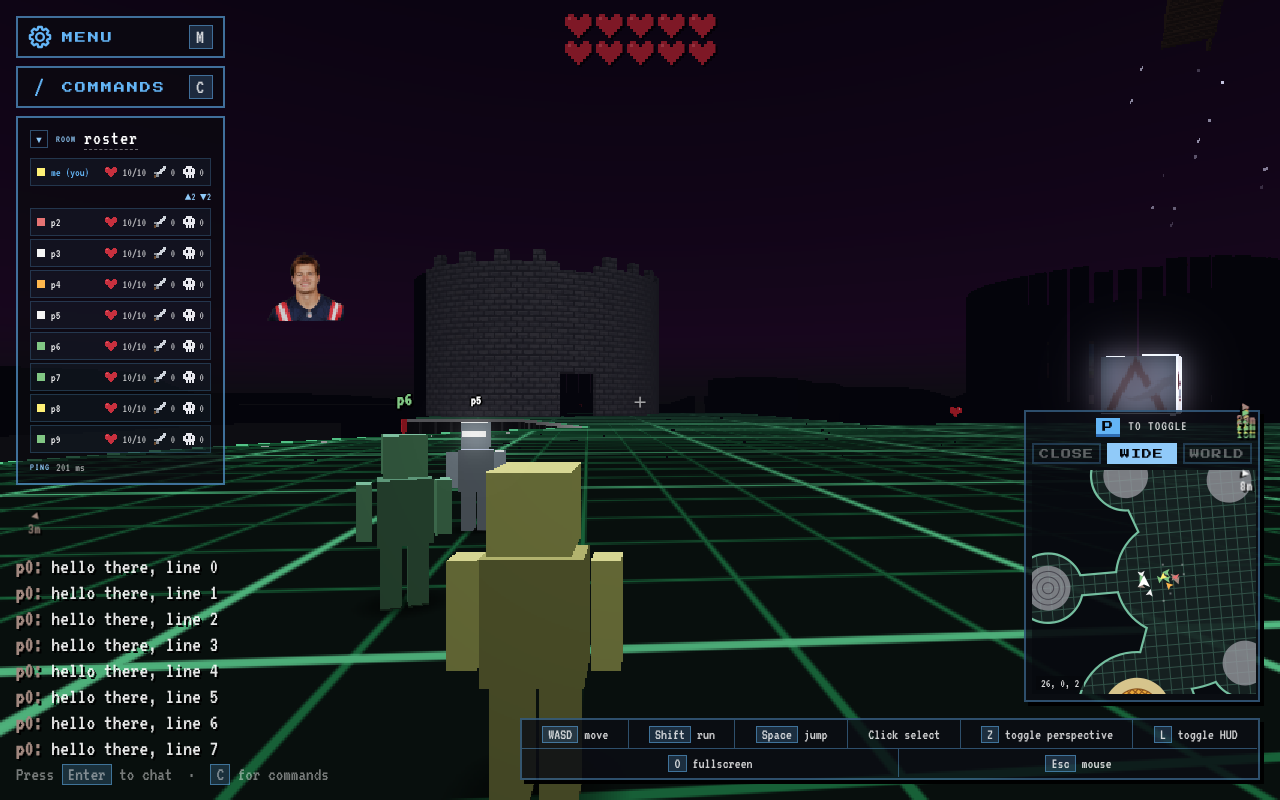 MENU M
/ COMMANDS C
▼ ROOM roster
me (you) 10/10 0 0
▲2 ▼2
p2 10/10 0 0
p3 10/10 0 0
p4 10/10 0 0
p5 10/10 0 0
p6 10/10 0 0
p7 10/10 0 0
p8 10/10 0 0
p9 10/10 0 0
PING 201 ms
p6
p5
3m
P TO TOGGLE
CLOSE WIDE WORLD
8m
26, 0, 2
p0: hello there, line 0
p0: hello there, line 1
p0: hello there, line 2
p0: hello there, line 3
p0: hello there, line 4
p0: hello there, line 5
p0: hello there, line 6
p0: hello there, line 7
Press Enter to chat · C for commands
WASD move Shift run Space jump Click select Z toggle perspective L toggle HUD
O fullscreen Esc mouse